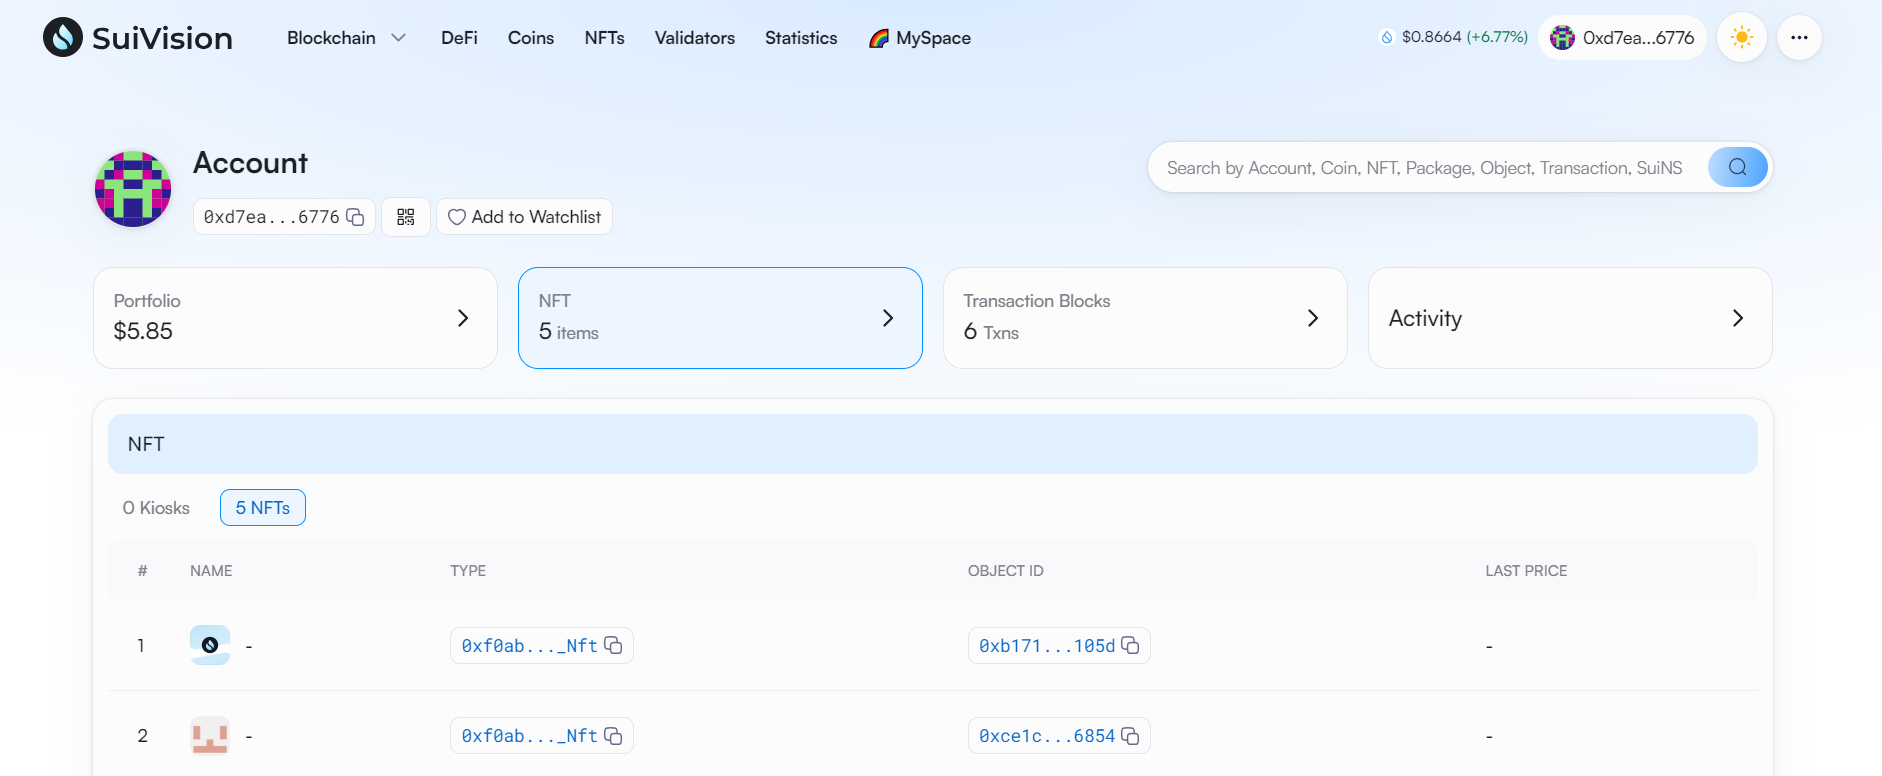 SuiVision
Blockchain DeFi Coins NFTs Validators Statistics MySpace
$0.8664 (+6.77%) 0xd7ea...6776
Account
0xd7ea...6776 Add to Watchlist
Search by Account, Coin, NFT, Package, Object, Transaction, SuiNS
Portfolio
$5.85
NFT
5 items
Transaction Blocks
6 Txns
Activity
NFT
0 Kiosks 5 NFTs
# NAME TYPE OBJECT ID LAST PRICE
1 - 0xf0ab..._Nft 0xb171...105d -
2 - 0xf0ab..._Nft 0xce1c...6854 -